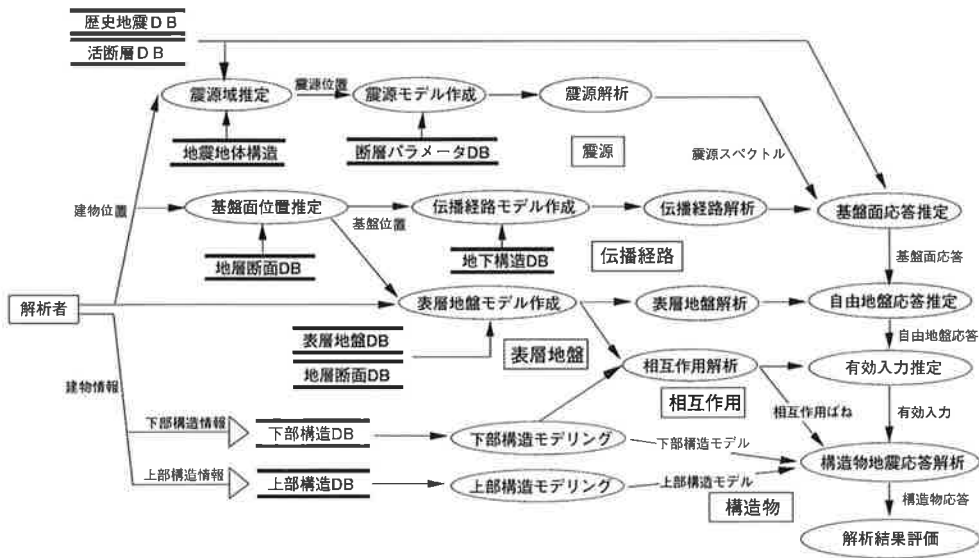 歴史地震DB
活断層DB
震源域推定
震源位置
震源モデル作成
震源解析
地震地体構造
断層パラメータDB
震源
震源スペクトル
建物位置
基盤面位置推定
基盤位置
伝播経路モデル作成
伝播経路解析
基盤面応答推定
地層断面DB
地下構造DB
伝播経路
基盤面応答
解析者
表層地盤モデル作成
表層地盤解析
自由地盤応答推定
表層地盤DB
地層断面DB
表層地盤
自由地盤応答
建物情報
相互作用解析
有効入力推定
相互作用
相互作用ばね
有効入力
下部構造情報
下部構造DB
下部構造モデリング
下部構造モデル
構造物地震応答解析
上部構造情報
上部構造DB
上部構造モデリング
上部構造モデル
構造物
構造物応答
解析結果評価